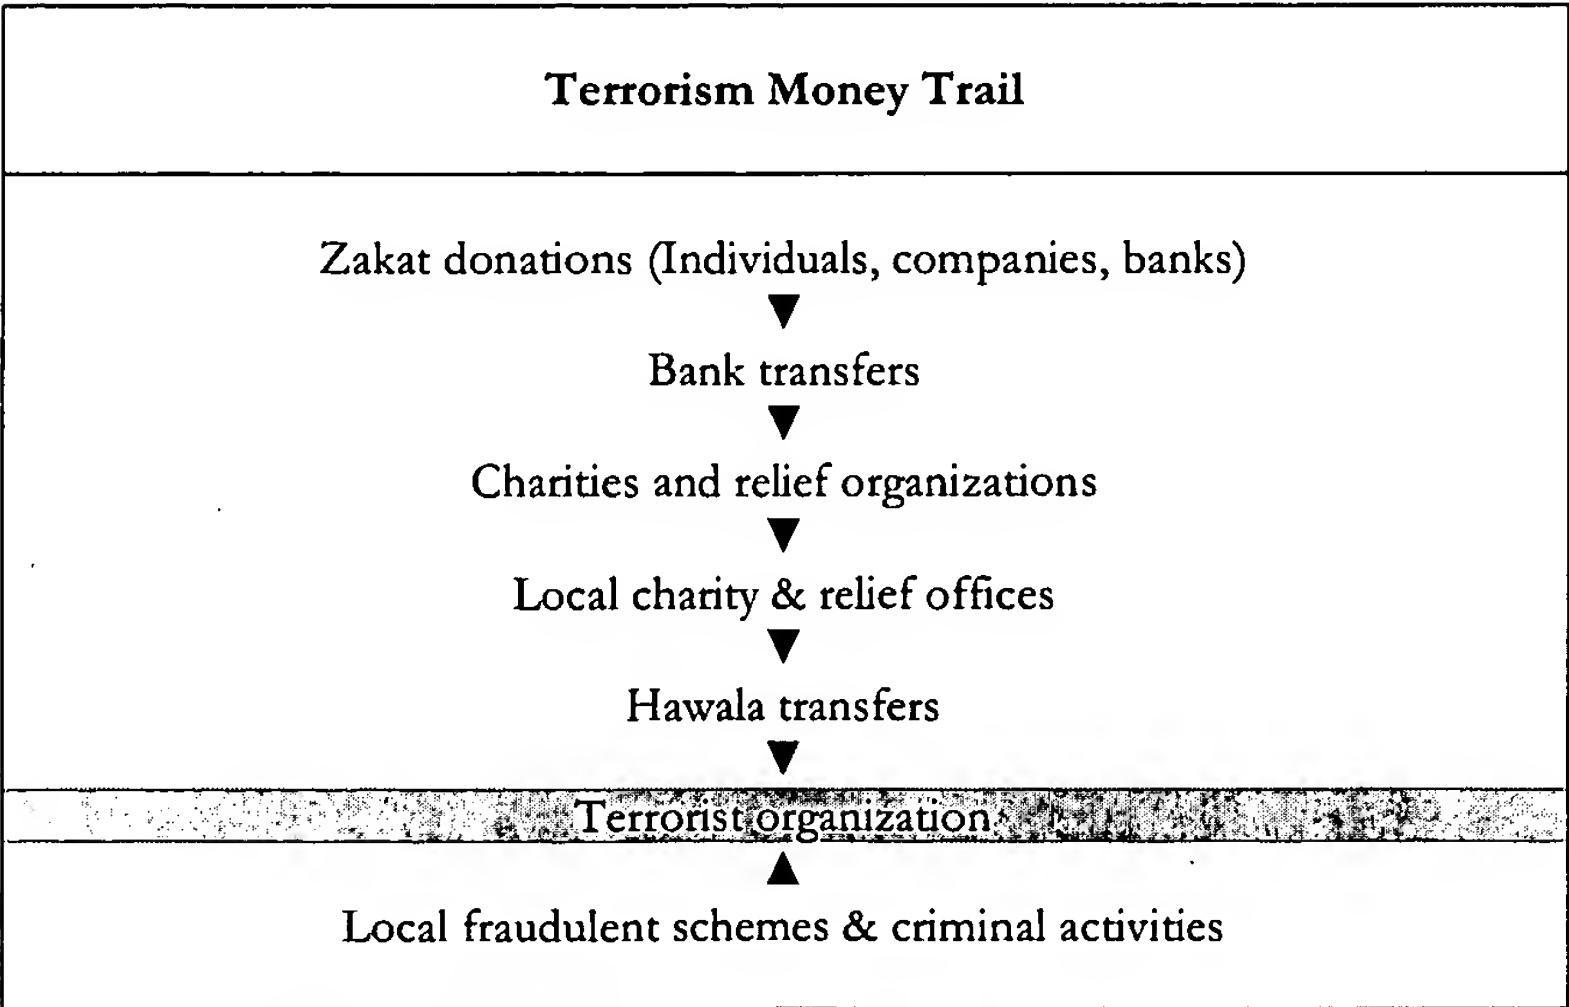 Terrorism Money Trail
Zakat donations (Individuals, companies, banks)
Bank transfers
Charities and relief organizations
Local charity & relief offices
Hawala transfers
Terrorist organization
Local fraudulent schemes & criminal activities